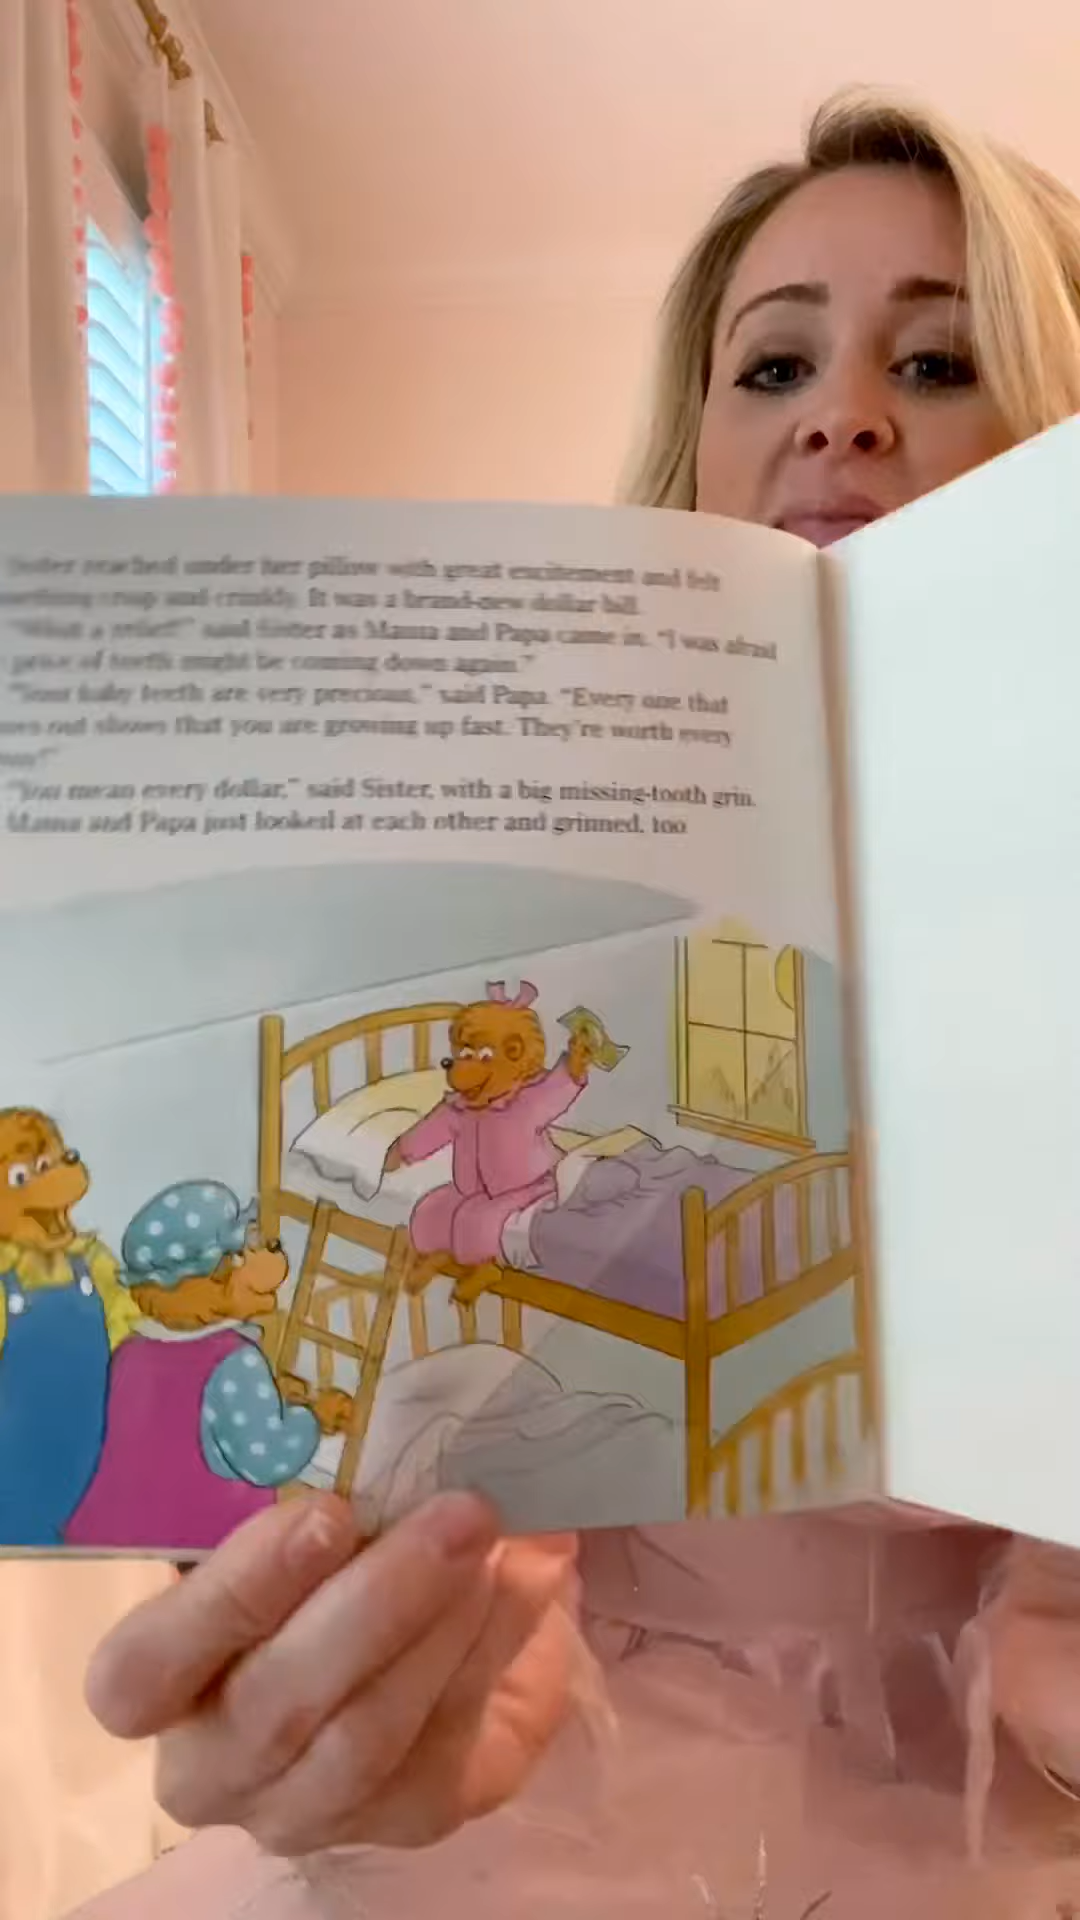 Sister reached under her pillow with great excitement and felt
something crisp and crinkly. It was a brand-new dollar bill.
"What a relief!" said Sister as Mama and Papa came in. "I was afraid
price of teeth might be coming down again."
"Your baby teeth are very precious," said Papa. "Every one that
out shows that you are growing up fast. They're worth every
"You mean every dollar," said Sister, with a big missing-tooth grin.
Mama and Papa just looked at each other and grinned, too